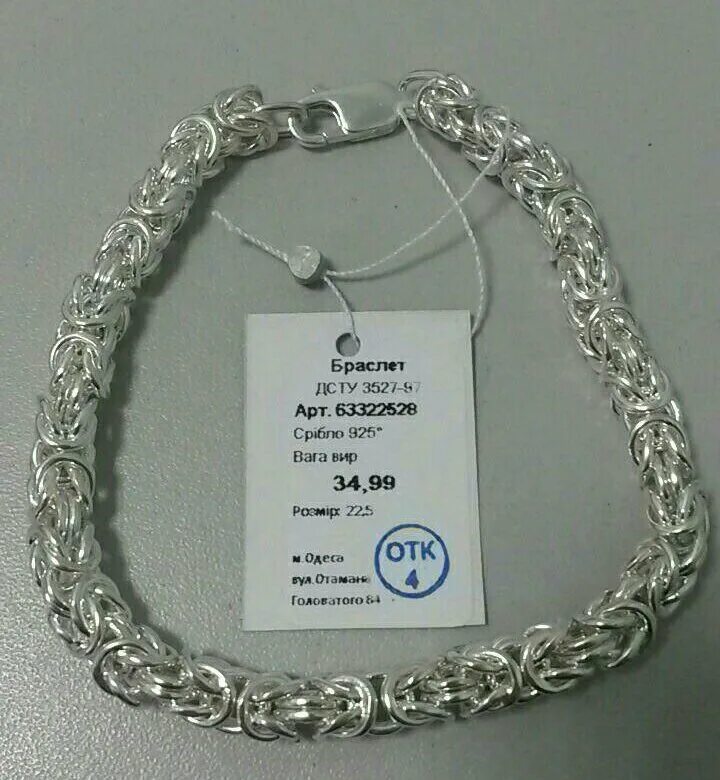 Браслет
ДСТУ 3527-97
Арт. 63322528
Срібло 925°
Вага вир
34,99
Розмір: 22,5
м.Одеса
вул.Отамана
Головатого 84
ОТК
4